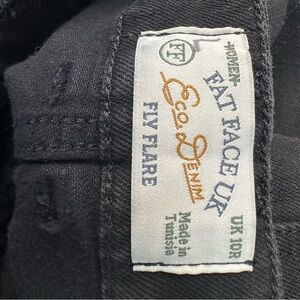 WOMEN
FF
FAT FACE UK
Eco Denim
FLY FLARE
UK 10R
Made in
Tunisia